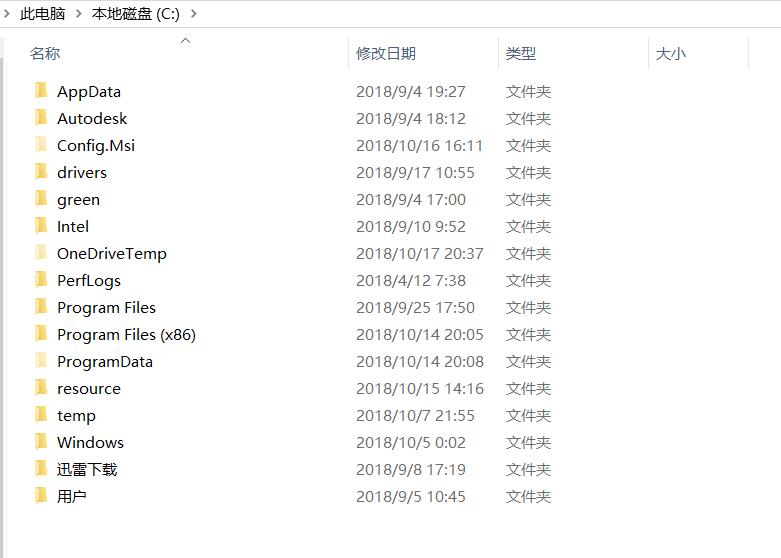 此电脑 本地磁盘 (C:)
名称 修改日期 类型 大小
AppData 2018/9/4 19:27 文件夹
Autodesk 2018/9/4 18:12 文件夹
Config.Msi 2018/10/16 16:11 文件夹
drivers 2018/9/17 10:55 文件夹
green 2018/9/4 17:00 文件夹
Intel 2018/9/10 9:52 文件夹
OneDriveTemp 2018/10/17 20:37 文件夹
PerfLogs 2018/4/12 7:38 文件夹
Program Files 2018/9/25 17:50 文件夹
Program Files (x86) 2018/10/14 20:05 文件夹
ProgramData 2018/10/14 20:08 文件夹
resource 2018/10/15 14:16 文件夹
temp 2018/10/7 21:55 文件夹
Windows 2018/10/5 0:02 文件夹
迅雷下载 2018/9/8 17:19 文件夹
用户 2018/9/5 10:45 文件夹